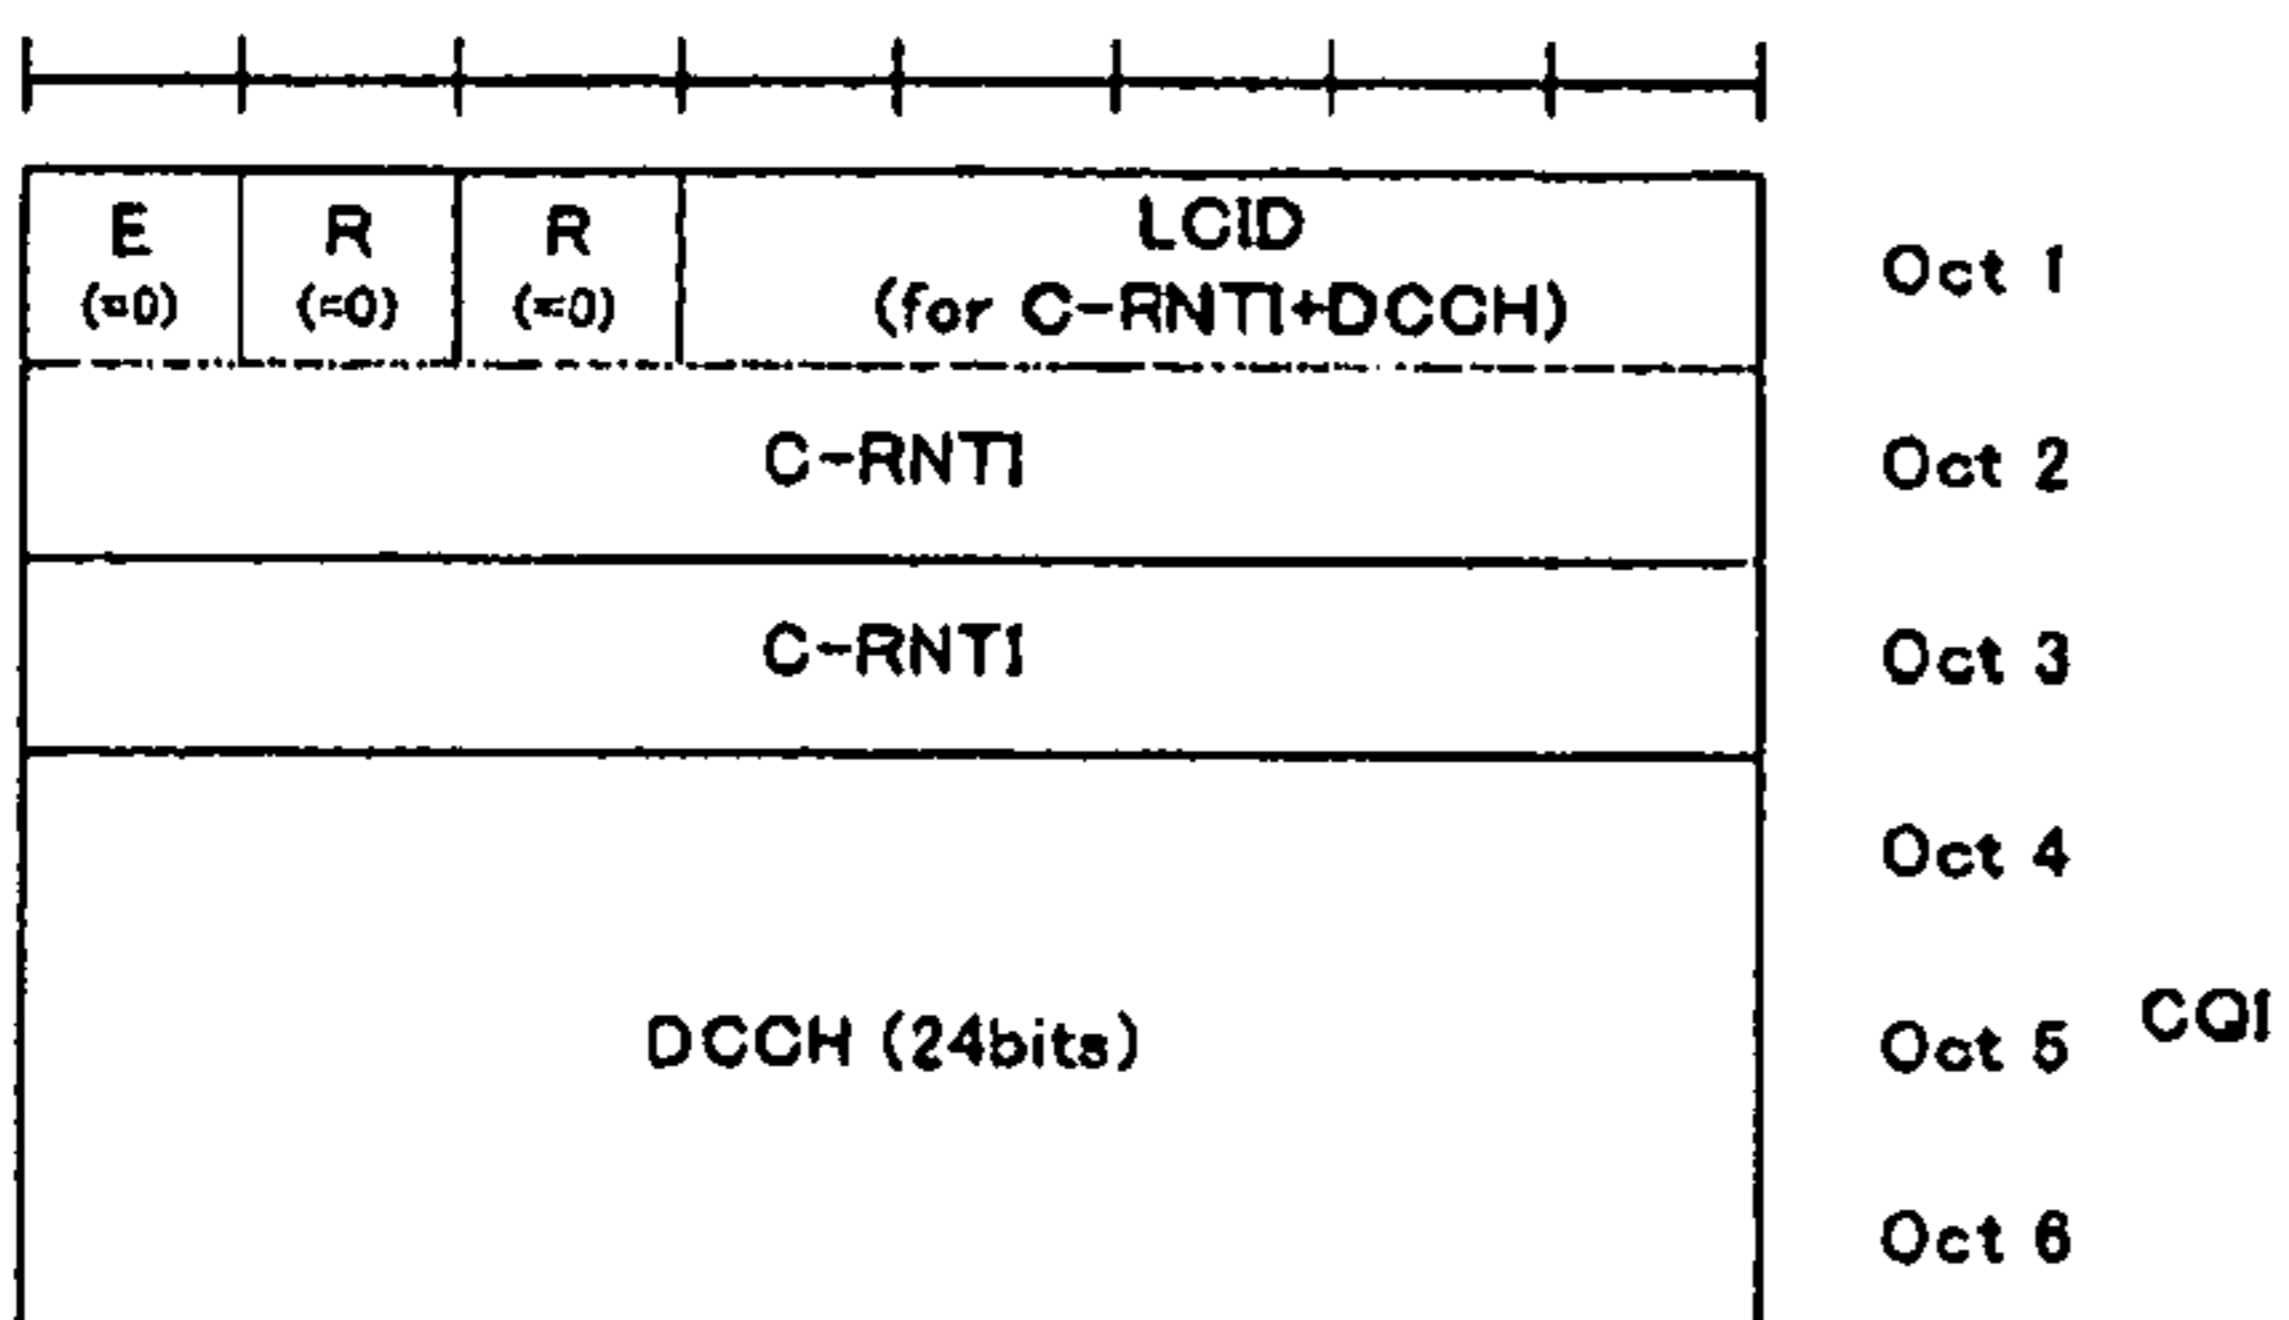 E R R LCID
(=0) (=0) (=0) (for C-RNTI+DCCH) Oct 1
C-RNTI Oct 2
C-RNTI Oct 3
Oct 4
DCCH (24bits) Oct 5 CQI
Oct 6